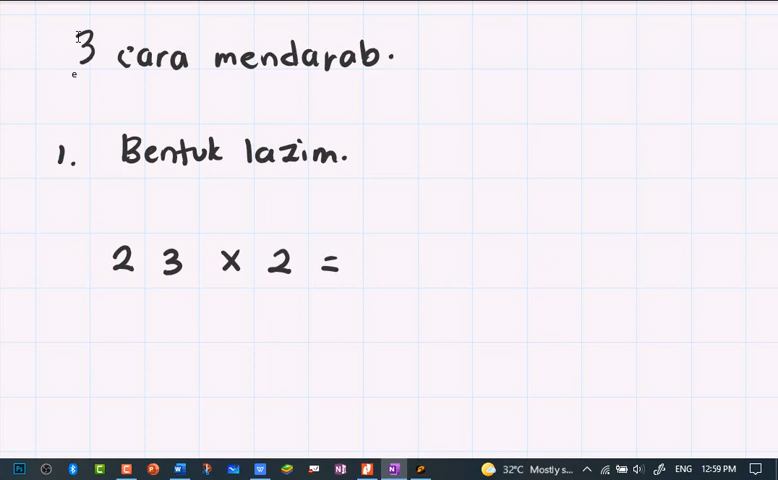 3 cara mendarab.
e
1. Bentuk lazim.
2 3 x 2 =
32°C Mostly s... ENG 12:59 PM